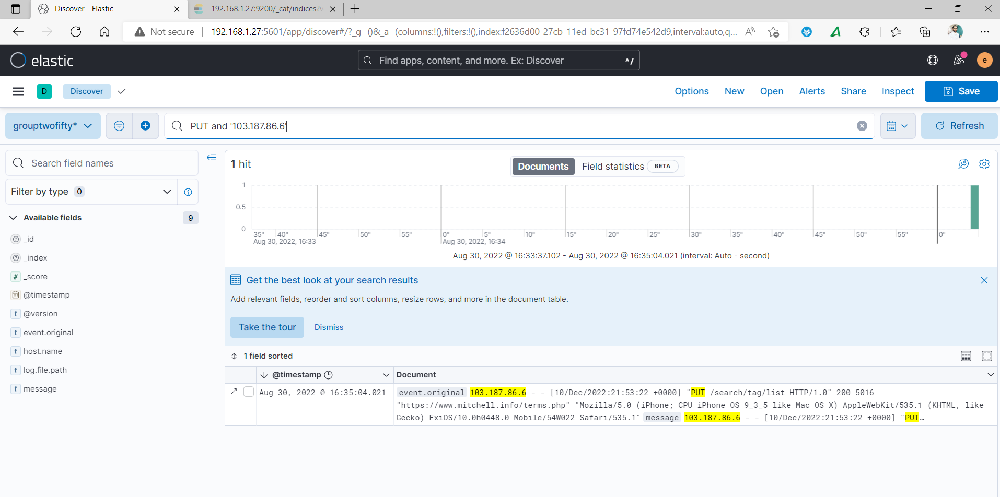 Discover - Elastic
192.168.1.27:9200/_cat/indices?v
Not secure
192.168.1.27:5601/app/discover#/?_g=()&_a=(columns:!(),filters:!(),index:f2636d00-27cb-11ed-bc31-97fd74e542d9,interval:auto,q...
elastic
Find apps, content, and more. Ex: Discover
^/
e
D
Discover
Options
New
Open
Alerts
Share
Inspect
Save
grouptwofifty*
PUT and '103.187.86.6'
Refresh
Search field names
Filter by type 0
Available fields
9
_id
_index
_score
@timestamp
@version
event.original
host.name
log.file.path
message
1 hit
Documents
Field statistics
BETA
1
0.5
0
35" 40" 45" 50" 55" 0" 5" 10" 15" 20" 25" 30" 35" 40" 45" 50" 55" 0"
Aug 30, 2022, 16:33
Aug 30, 2022, 16:34
Aug 30, 2022 @ 16:33:37.102 - Aug 30, 2022 @ 16:35:04.021 (interval: Auto - second)
Get the best look at your search results
Add relevant fields, reorder and sort columns, resize rows, and more in the document table.
Take the tour
Dismiss
1 field sorted
@timestamp
Document
Aug 30, 2022 @ 16:35:04.021
event.original 103.187.86.6 - - [10/Dec/2022:21:53:22 +0000] "PUT /search/tag/list HTTP/1.0" 200 5016
"https://www.mitchell.info/terms.php" "Mozilla/5.0 (iPhone; CPU iPhone OS 9_3_5 like Mac OS X) AppleWebKit/535.1 (KHTML, like
Gecko) FxiOS/10.0h0448.0 Mobile/54W022 Safari/535.1" message 103.187.86.6 - - [10/Dec/2022:21:53:22 +0000] "PUT…